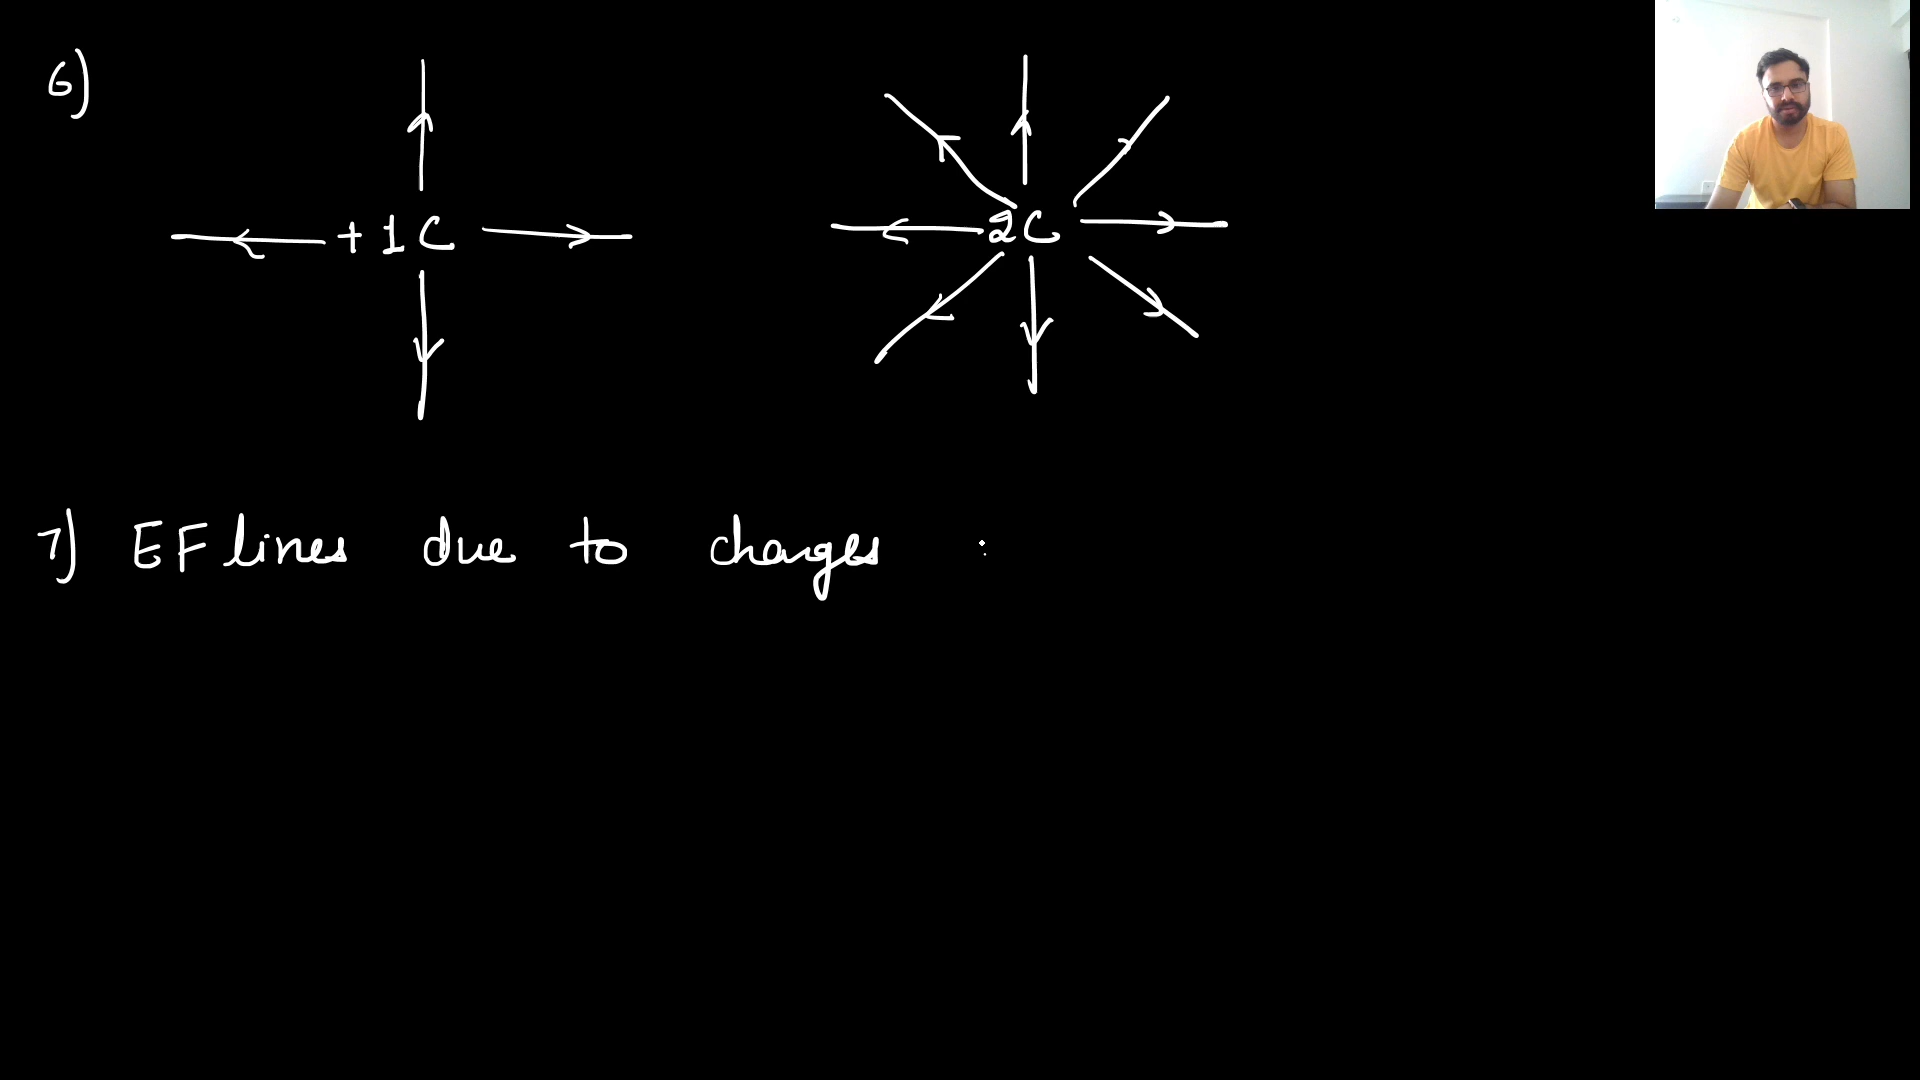 6)
+1C
2C
7) EF lines due to charges :